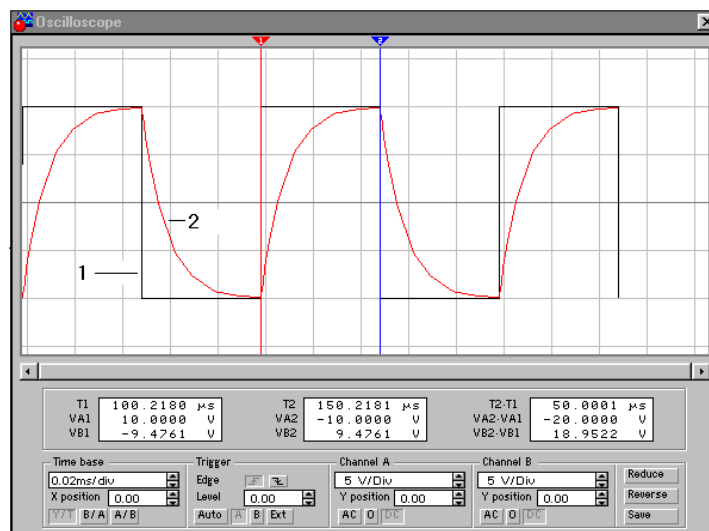 Oscilloscope
1 2
2
1
T1 100.2180 µs T2 150.2181 µs T2-T1 50.0001 µs
VA1 10.0000 V VA2 -10.0000 V VA2-VA1 -20.0000 V
VB1 -9.4761 V VB2 9.4761 V VB2-VB1 18.9522 V
Time base Trigger Channel A Channel B Reduce
0.02ms/div Edge 5 V/Div 5 V/Div
X position 0.00 Level 0.00 Y position 0.00 Y position 0.00 Reverse
Y/T B/A A/B Auto A B Ext AC 0 DC AC 0 DC Save